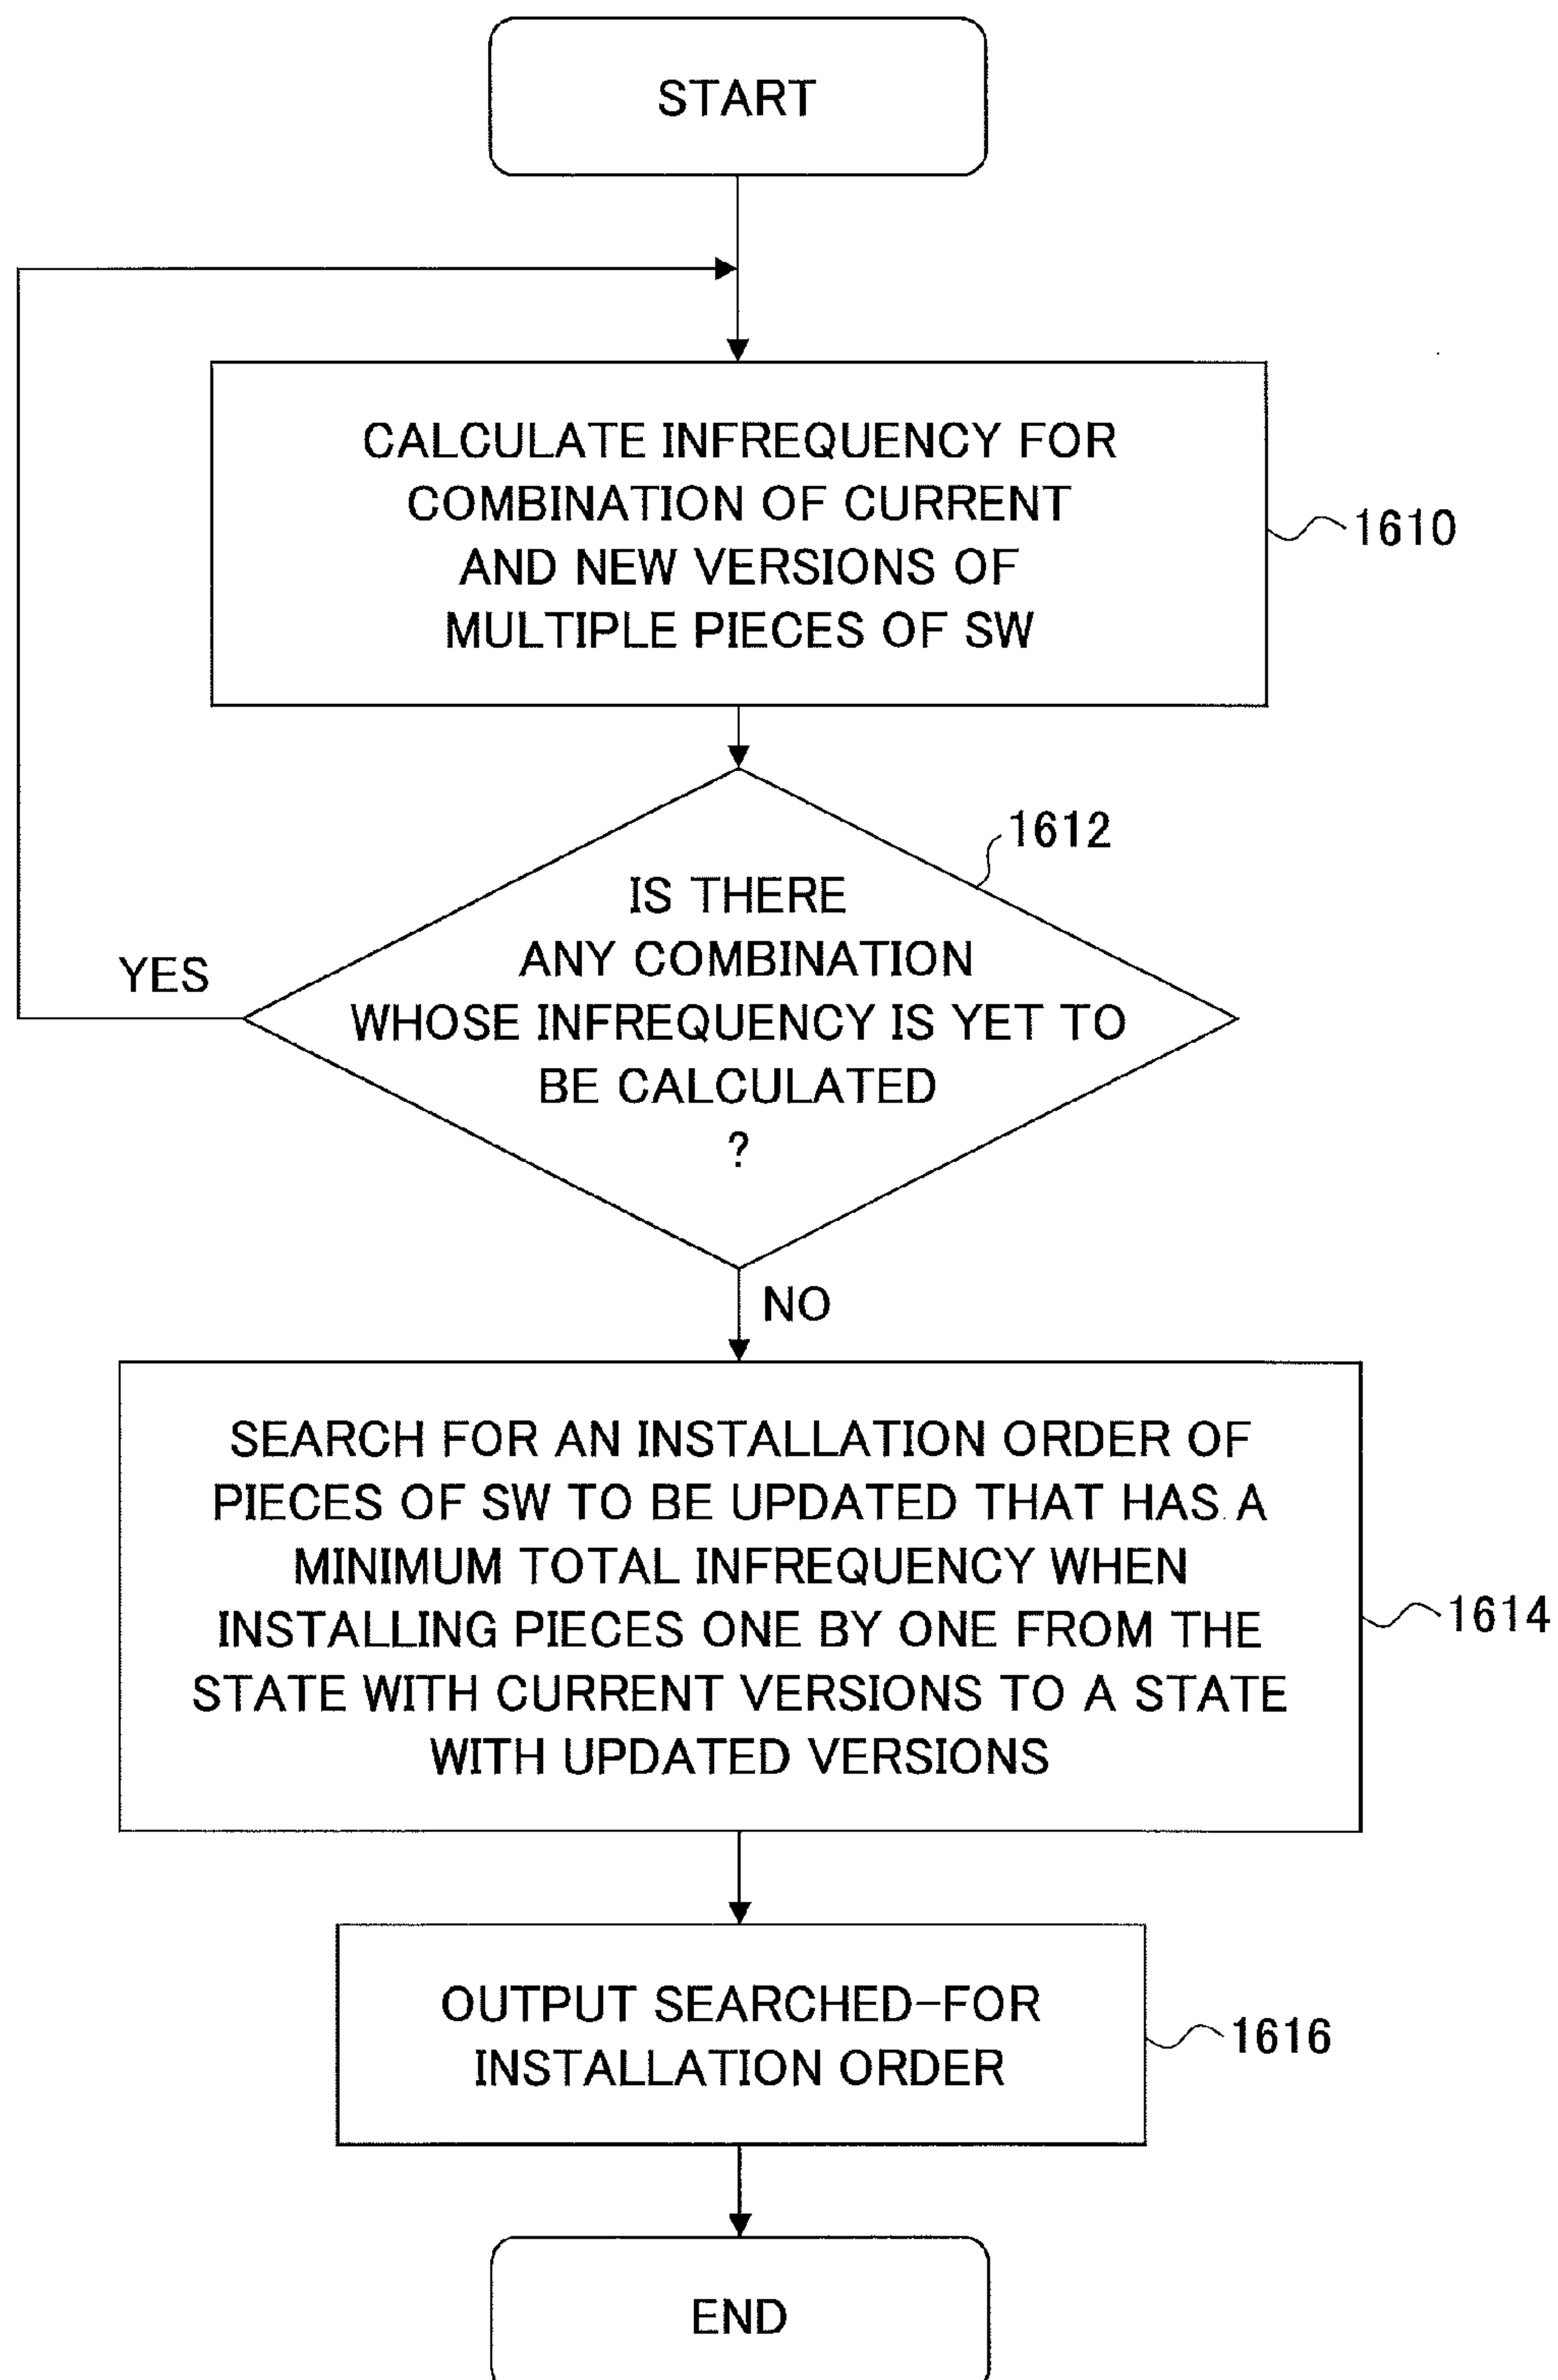 START
CALCULATE INFREQUENCY FOR
COMBINATION OF CURRENT
AND NEW VERSIONS OF
MULTIPLE PIECES OF SW
1610
1612
IS THERE
ANY COMBINATION
WHOSE INFREQUENCY IS YET TO
BE CALCULATED
?
YES
NO
SEARCH FOR AN INSTALLATION ORDER OF
PIECES OF SW TO BE UPDATED THAT HAS A
MINIMUM TOTAL INFREQUENCY WHEN
INSTALLING PIECES ONE BY ONE FROM THE
STATE WITH CURRENT VERSIONS TO A STATE
WITH UPDATED VERSIONS
1614
OUTPUT SEARCHED-FOR
INSTALLATION ORDER
1616
END